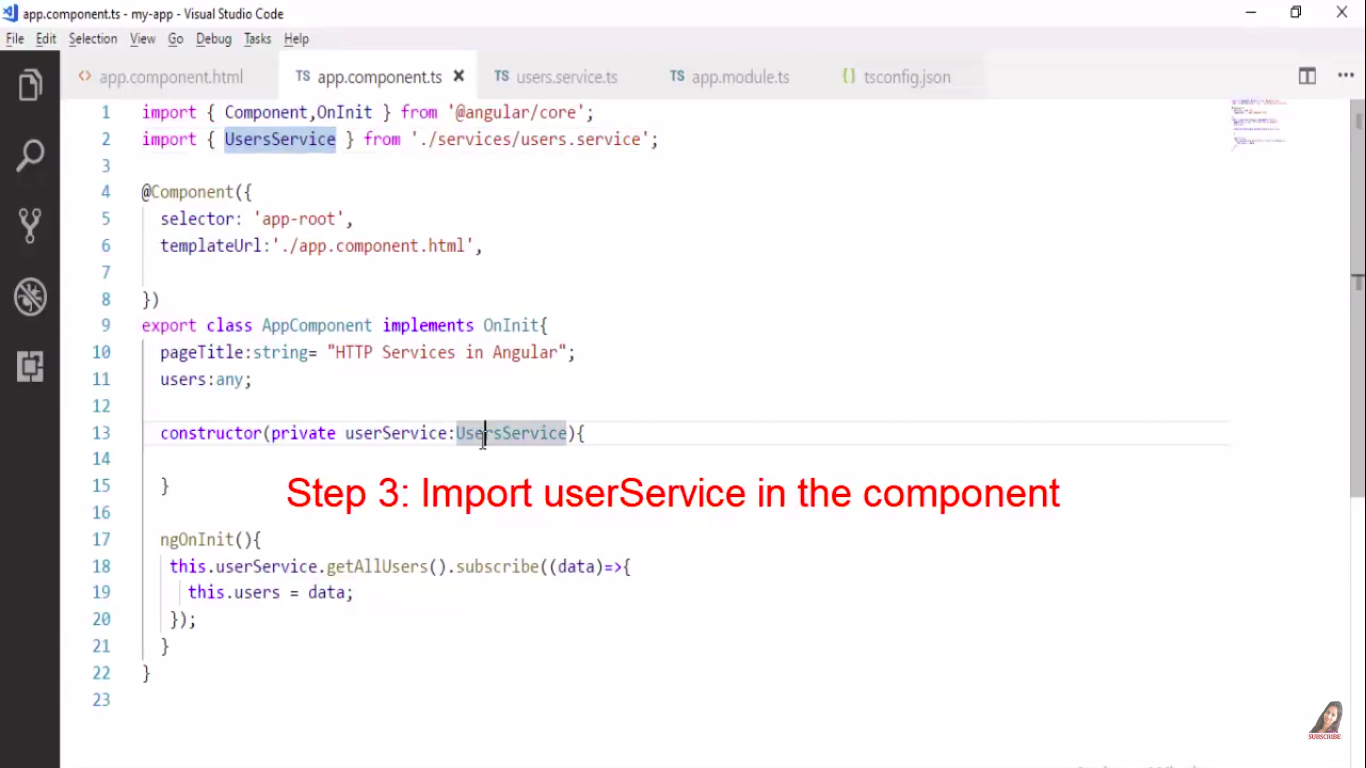 app.component.ts - my-app - Visual Studio Code
File Edit Selection View Go Debug Tasks Help
<> app.component.html TS app.component.ts × TS users.service.ts TS app.module.ts {} tsconfig.json ...
1 import { Component,OnInit } from '@angular/core';
2 import { UsersService } from './services/users.service';
3
4 @Component({
5 selector: 'app-root',
6 templateUrl:'./app.component.html',
7
8 })
9 export class AppComponent implements OnInit{
10 pageTitle:string= "HTTP Services in Angular";
11 users:any;
12
13 constructor(private userService:UsersService){
14
15 }
Step 3: Import userService in the component
16
17 ngOnInit(){
18 this.userService.getAllUsers().subscribe((data)=>{
19 this.users = data;
20 });
21 }
22 }
23
SUBSCRIBE